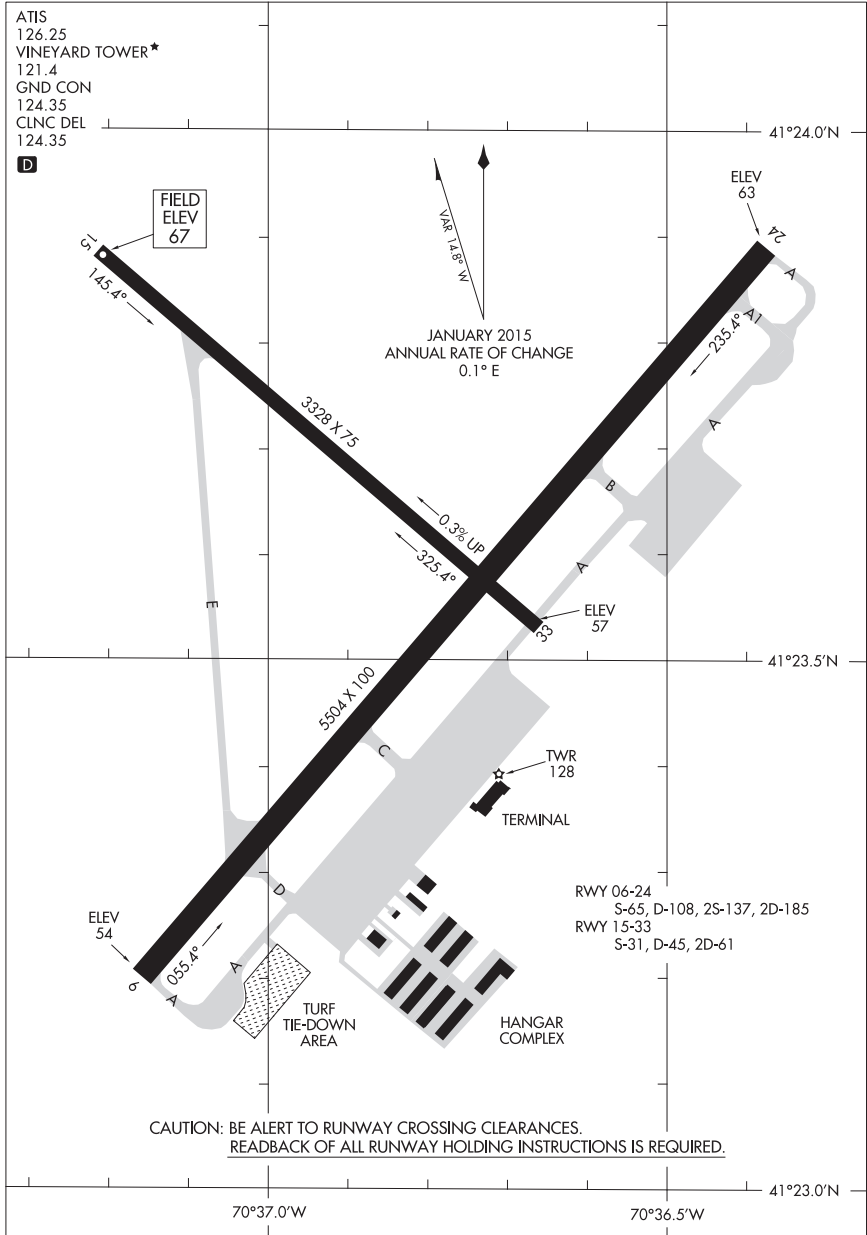 ATIS
126.25
VINEYARD TOWER★
121.4
GND CON
124.35
CLNC DEL
124.35
D
41°24.0'N
FIELD
ELEV
67
ELEV
63
15
24
145.4°
VAR 14.8° W
A
A1
235.4°
JANUARY 2015
ANNUAL RATE OF CHANGE
0.1° E
3328 X 75
A
B
0.3% UP
325.4°
A
E
ELEV
57
33
41°23.5'N
5504 X 100
C
TWR
128
TERMINAL
D
RWY 06-24
S-65, D-108, 2S-137, 2D-185
RWY 15-33
S-31, D-45, 2D-61
ELEV
54
055.4°
6
A
A
TURF
TIE-DOWN
AREA
HANGAR
COMPLEX
CAUTION: BE ALERT TO RUNWAY CROSSING CLEARANCES.
READBACK OF ALL RUNWAY HOLDING INSTRUCTIONS IS REQUIRED.
41°23.0'N
70°37.0'W
70°36.5'W